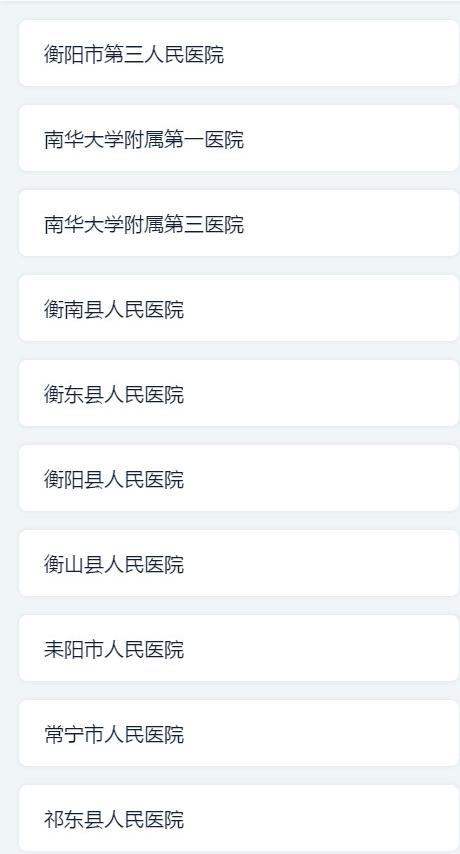 衡阳市第三人民医院
南华大学附属第一医院
南华大学附属第三医院
衡南县人民医院
衡东县人民医院
衡阳县人民医院
衡山县人民医院
耒阳市人民医院
常宁市人民医院
祁东县人民医院